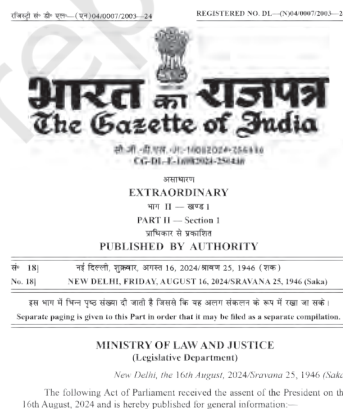 रजिस्ट्री सं॰ डी॰ एल॰—(एन)04/0007/2003—24
REGISTERED NO. DL—(N)04/0007/2003—2
भारत का राजपत्र
The Gazette of India
सी.जी.-डी.एल.-अ.-16082024-256446
CG-DL-E-16082024-256446
असाधारण
EXTRAORDINARY
भाग II — खण्ड 1
PART II — Section 1
प्राधिकार से प्रकाशित
PUBLISHED BY AUTHORITY
सं॰ 18] नई दिल्ली, शुक्रवार, अगस्त 16, 2024/श्रावण 25, 1946 (शक)
No. 18] NEW DELHI, FRIDAY, AUGUST 16, 2024/SRAVANA 25, 1946 (Saka)
इस भाग में भिन्न पृष्ठ संख्या दी जाती है जिससे कि यह अलग संकलन के रूप में रखा जा सके।
Separate paging is given to this Part in order that it may be filed as a separate compilation.
MINISTRY OF LAW AND JUSTICE
(Legislative Department)
New Delhi, the 16th August, 2024/Sravana 25, 1946 (Saka
The following Act of Parliament received the assent of the President on th
16th August, 2024 and is hereby published for general information:—